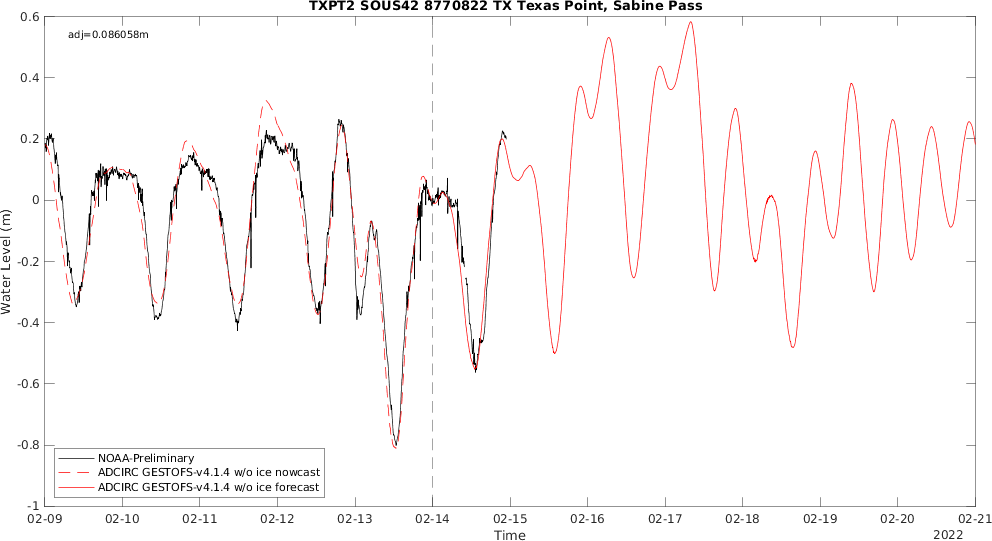 TXPT2 SOUS42 8770822 TX Texas Point, Sabine Pass
adj=0.086058m
0.6
0.4
0.2
0
-0.2
-0.4
-0.6
-0.8
-1
Water Level (m)
NOAA-Preliminary
ADCIRC GESTOFS-v4.1.4 w/o ice nowcast
ADCIRC GESTOFS-v4.1.4 w/o ice forecast
02-09 02-10 02-11 02-12 02-13 02-14 02-15 02-16 02-17 02-18 02-19 02-20 02-21
Time
2022